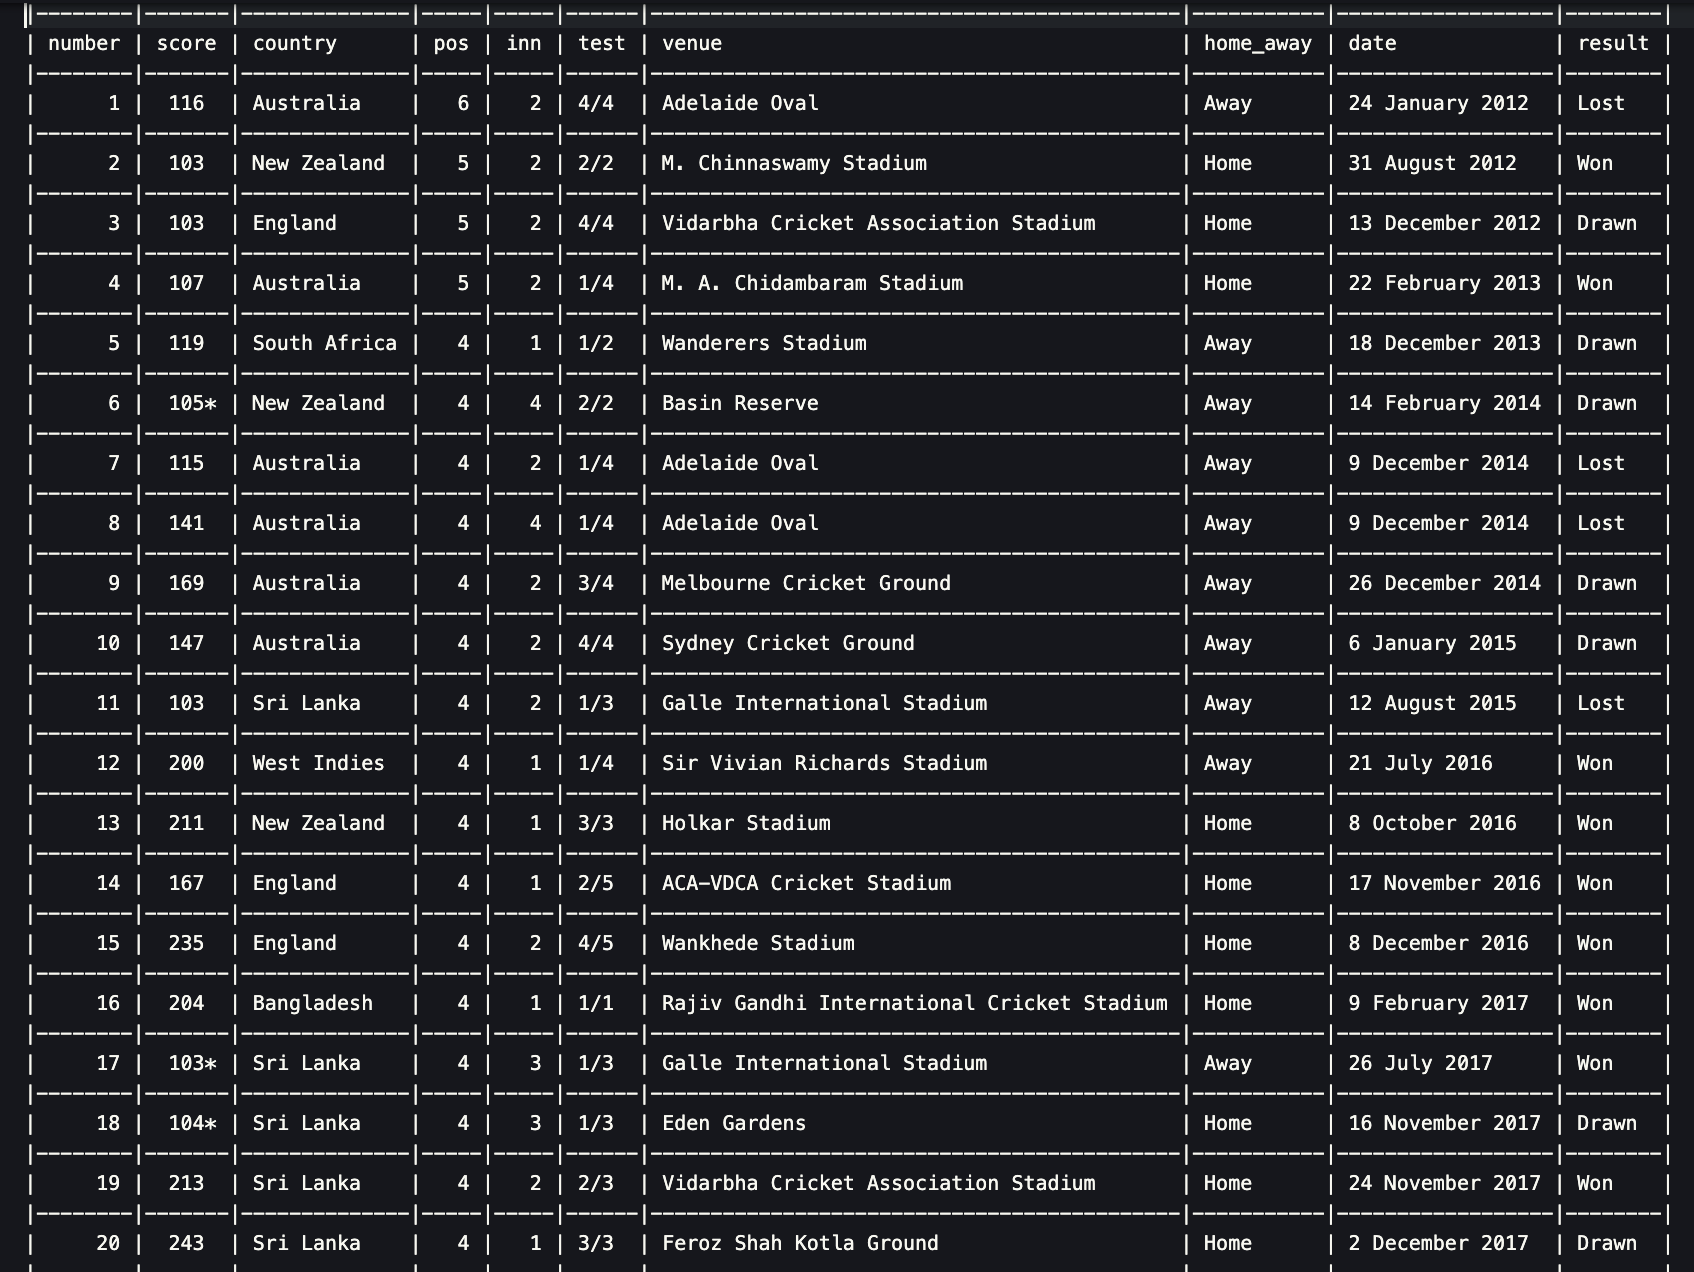 |--------|-------|--------------|-----|-----|------|--------------------------------------------|-----------|------------------|--------|
| number | score | country      | pos | inn | test | venue                                      | home_away | date             | result |
|--------|-------|--------------|-----|-----|------|--------------------------------------------|-----------|------------------|--------|
|      1 |  116  | Australia    |   6 |   2 | 4/4  | Adelaide Oval                              | Away      | 24 January 2012  | Lost   |
|--------|-------|--------------|-----|-----|------|--------------------------------------------|-----------|------------------|--------|
|      2 |  103  | New Zealand  |   5 |   2 | 2/2  | M. Chinnaswamy Stadium                     | Home      | 31 August 2012   | Won    |
|--------|-------|--------------|-----|-----|------|--------------------------------------------|-----------|------------------|--------|
|      3 |  103  | England      |   5 |   2 | 4/4  | Vidarbha Cricket Association Stadium       | Home      | 13 December 2012 | Drawn  |
|--------|-------|--------------|-----|-----|------|--------------------------------------------|-----------|------------------|--------|
|      4 |  107  | Australia    |   5 |   2 | 1/4  | M. A. Chidambaram Stadium                  | Home      | 22 February 2013 | Won    |
|--------|-------|--------------|-----|-----|------|--------------------------------------------|-----------|------------------|--------|
|      5 |  119  | South Africa |   4 |   1 | 1/2  | Wanderers Stadium                          | Away      | 18 December 2013 | Drawn  |
|--------|-------|--------------|-----|-----|------|--------------------------------------------|-----------|------------------|--------|
|      6 |  105* | New Zealand  |   4 |   4 | 2/2  | Basin Reserve                              | Away      | 14 February 2014 | Drawn  |
|--------|-------|--------------|-----|-----|------|--------------------------------------------|-----------|------------------|--------|
|      7 |  115  | Australia    |   4 |   2 | 1/4  | Adelaide Oval                              | Away      | 9 December 2014  | Lost   |
|--------|-------|--------------|-----|-----|------|--------------------------------------------|-----------|------------------|--------|
|      8 |  141  | Australia    |   4 |   4 | 1/4  | Adelaide Oval                              | Away      | 9 December 2014  | Lost   |
|--------|-------|--------------|-----|-----|------|--------------------------------------------|-----------|------------------|--------|
|      9 |  169  | Australia    |   4 |   2 | 3/4  | Melbourne Cricket Ground                   | Away      | 26 December 2014 | Drawn  |
|--------|-------|--------------|-----|-----|------|--------------------------------------------|-----------|------------------|--------|
|     10 |  147  | Australia    |   4 |   2 | 4/4  | Sydney Cricket Ground                      | Away      | 6 January 2015   | Drawn  |
|--------|-------|--------------|-----|-----|------|--------------------------------------------|-----------|------------------|--------|
|     11 |  103  | Sri Lanka    |   4 |   2 | 1/3  | Galle International Stadium                | Away      | 12 August 2015   | Lost   |
|--------|-------|--------------|-----|-----|------|--------------------------------------------|-----------|------------------|--------|
|     12 |  200  | West Indies  |   4 |   1 | 1/4  | Sir Vivian Richards Stadium                | Away      | 21 July 2016     | Won    |
|--------|-------|--------------|-----|-----|------|--------------------------------------------|-----------|------------------|--------|
|     13 |  211  | New Zealand  |   4 |   1 | 3/3  | Holkar Stadium                             | Home      | 8 October 2016   | Won    |
|--------|-------|--------------|-----|-----|------|--------------------------------------------|-----------|------------------|--------|
|     14 |  167  | England      |   4 |   1 | 2/5  | ACA-VDCA Cricket Stadium                   | Home      | 17 November 2016 | Won    |
|--------|-------|--------------|-----|-----|------|--------------------------------------------|-----------|------------------|--------|
|     15 |  235  | England      |   4 |   2 | 4/5  | Wankhede Stadium                           | Home      | 8 December 2016  | Won    |
|--------|-------|--------------|-----|-----|------|--------------------------------------------|-----------|------------------|--------|
|     16 |  204  | Bangladesh   |   4 |   1 | 1/1  | Rajiv Gandhi International Cricket Stadium | Home      | 9 February 2017  | Won    |
|--------|-------|--------------|-----|-----|------|--------------------------------------------|-----------|------------------|--------|
|     17 |  103* | Sri Lanka    |   4 |   3 | 1/3  | Galle International Stadium                | Away      | 26 July 2017     | Won    |
|--------|-------|--------------|-----|-----|------|--------------------------------------------|-----------|------------------|--------|
|     18 |  104* | Sri Lanka    |   4 |   3 | 1/3  | Eden Gardens                               | Home      | 16 November 2017 | Drawn  |
|--------|-------|--------------|-----|-----|------|--------------------------------------------|-----------|------------------|--------|
|     19 |  213  | Sri Lanka    |   4 |   2 | 2/3  | Vidarbha Cricket Association Stadium       | Home      | 24 November 2017 | Won    |
|--------|-------|--------------|-----|-----|------|--------------------------------------------|-----------|------------------|--------|
|     20 |  243  | Sri Lanka    |   4 |   1 | 3/3  | Feroz Shah Kotla Ground                    | Home      | 2 December 2017  | Drawn  |